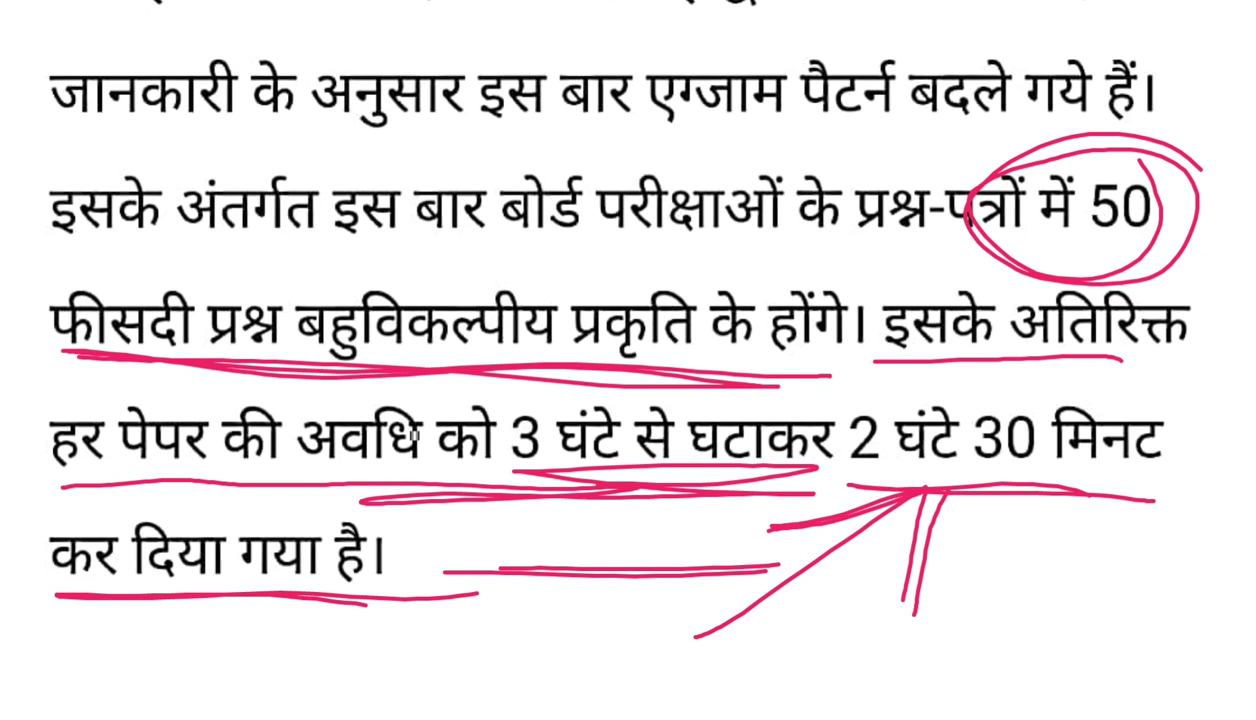 जानकारी के अनुसार इस बार एग्जाम पैटर्न बदले गये हैं।
इसके अंतर्गत इस बार बोर्ड परीक्षाओं के प्रश्न-पत्रों में 50
फीसदी प्रश्न बहुविकल्पीय प्रकृति के होंगे। इसके अतिरिक्त
हर पेपर की अवधि को 3 घंटे से घटाकर 2 घंटे 30 मिनट
कर दिया गया है।